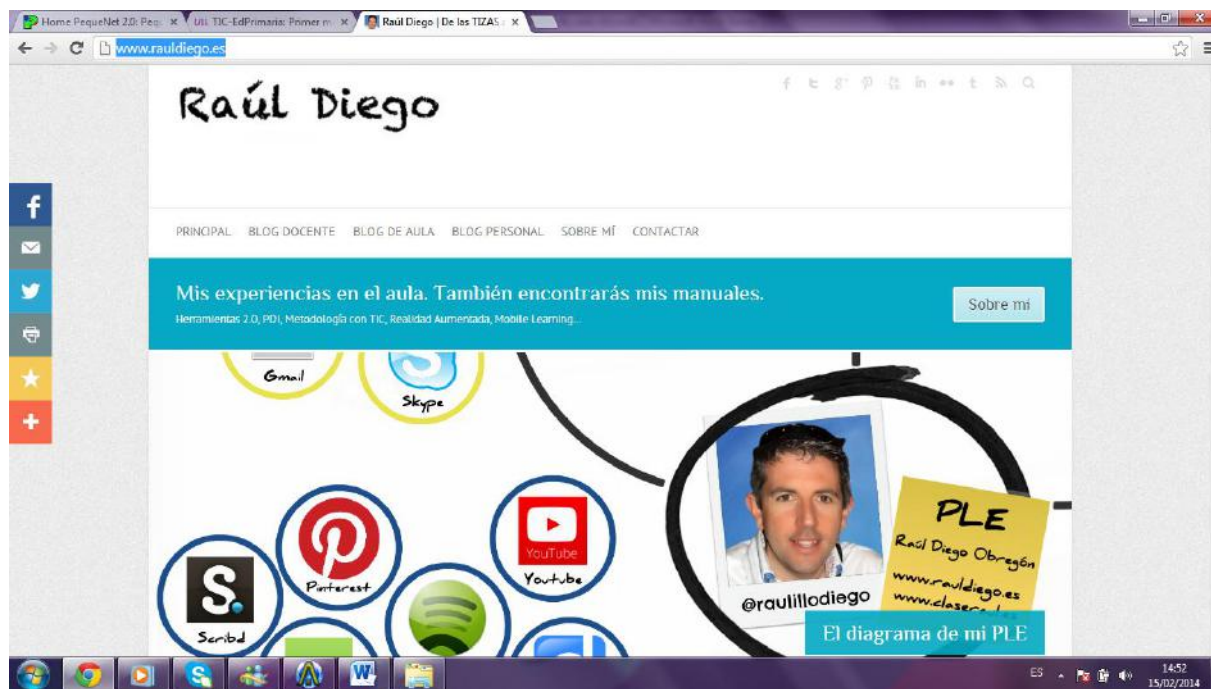 Home PequeNet 2.0: Peq
ULL TIC-EdPrimaria: Primer m
Raúl Diego | De las TIZAS
www.rauldiego.es
Raúl Diego
PRINCIPAL BLOG DOCENTE BLOG DE AULA BLOG PERSONAL SOBRE MÍ CONTACTAR
Mis experiencias en el aula. También encontrarás mis manuales.
Herramientas 2.0, PDI, Metodología con TIC, Realidad Aumentada, Mobile Learning...
Sobre mí
Gmail
Skype
Pinterest
YouTube
Youtube
Scribd
@raulillodiego
PLE
Raúl Diego Obregón
www.rauldiego.es
El diagrama de mi PLE
ES
14:52
15/02/2014